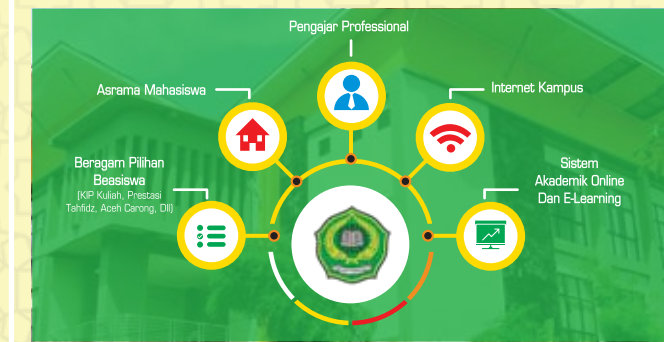 Pengajar Professional
Asrama Mahasiswa
Internet Kampus
Beragam Pilihan
Beasiswa
(KIP Kuliah, Prestasi
Tahfidz, Aceh Carong, Dll)
Sistem
Akademik Online
Dan E-Learning